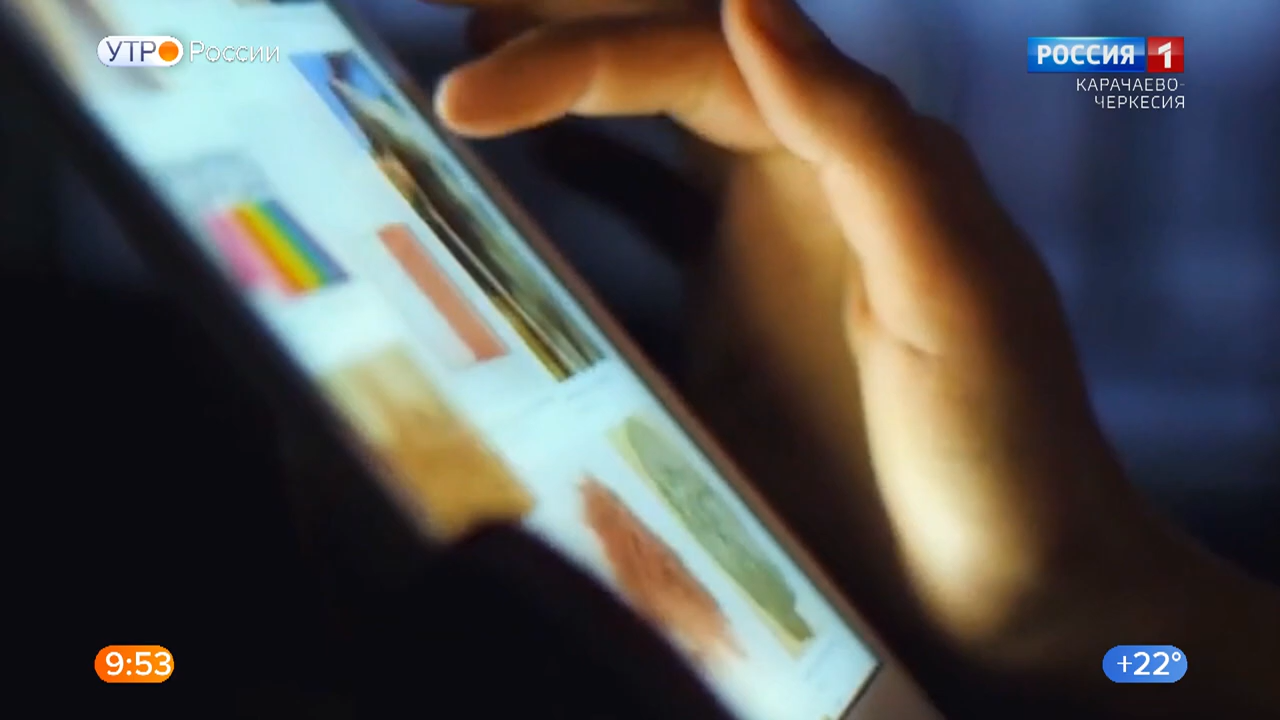 УТРО России
РОССИЯ 1
КАРАЧАЕВО-
ЧЕРКЕСИЯ
9:53
+22°